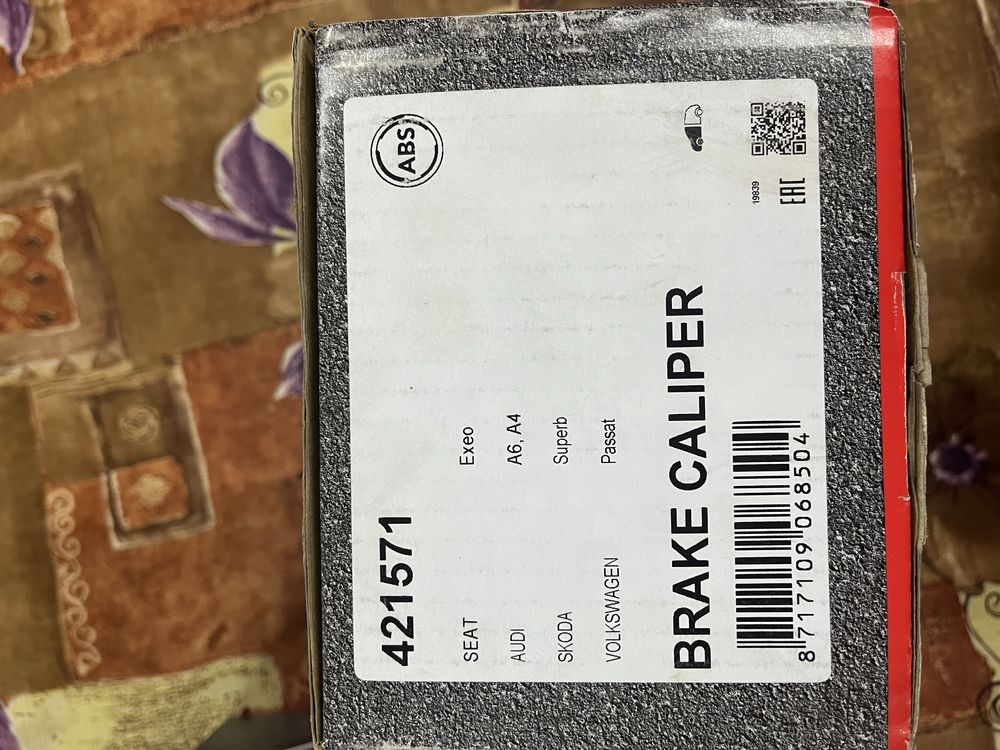 421571
ABS
SEAT Exeo
AUDI A6, A4
SKODA Superb
VOLKSWAGEN Passat
BRAKE CALIPER
19839
EAC
8 717109 068504